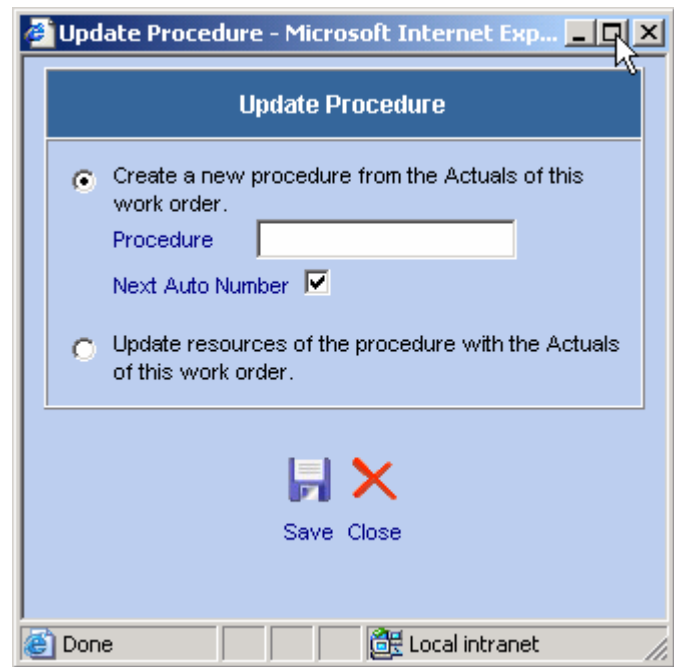 Update Procedure - Microsoft Internet Exp...
Update Procedure
Create a new procedure from the Actuals of this
work order.
Procedure
Next Auto Number
Update resources of the procedure with the Actuals
of this work order.
Save Close
Done Local intranet